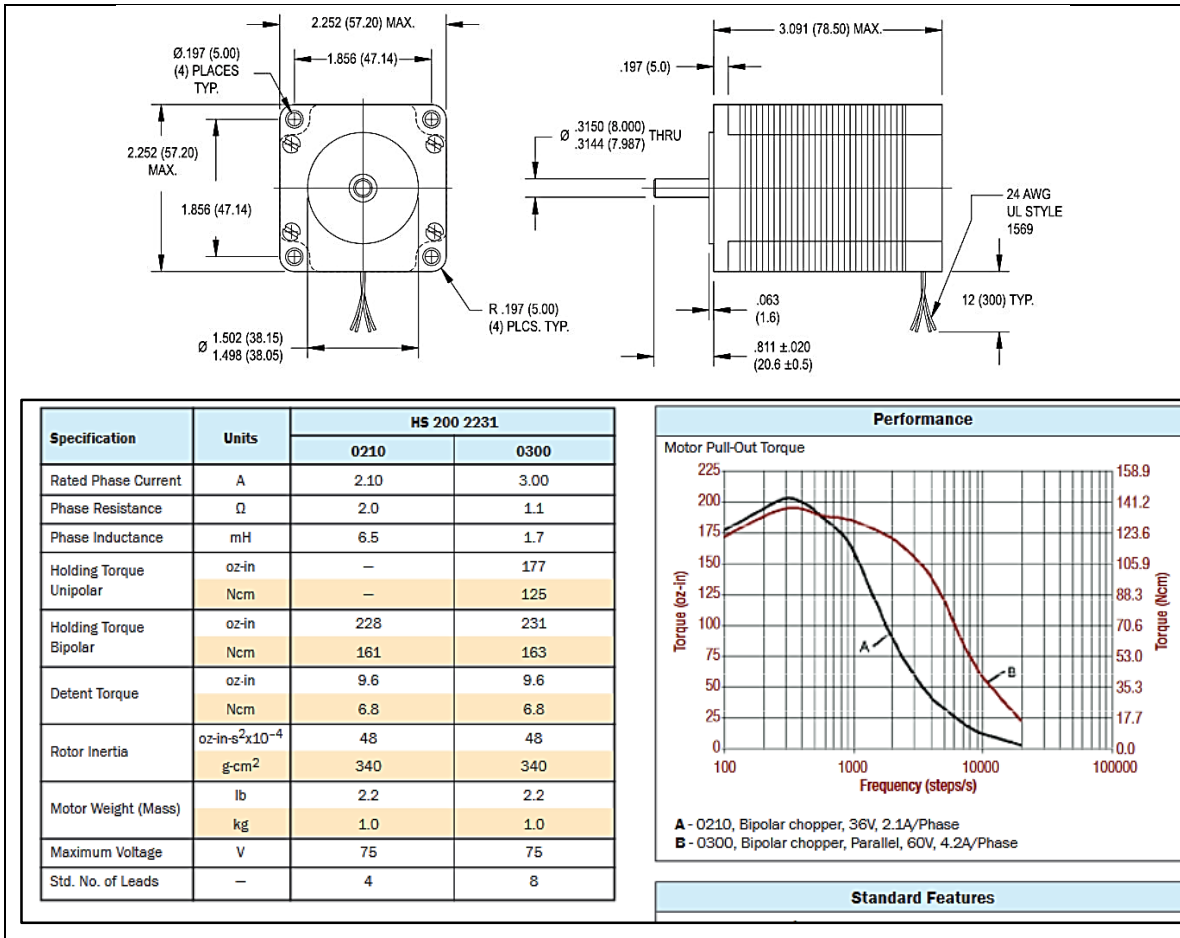 2.252 (57.20) MAX.
1.856 (47.14)
Ø.197 (5.00)
(4) PLACES
TYP.
2.252 (57.20)
MAX.
1.856 (47.14)
R .197 (5.00)
(4) PLCS. TYP.
Ø 1.502 (38.15)
1.498 (38.05)
3.091 (78.50) MAX.
.197 (5.0)
Ø .3150 (8.000) THRU
.3144 (7.987)
24 AWG
UL STYLE
1569
.063
(1.6)
12 (300) TYP.
.811 ±.020
(20.6 ±0.5)
Specification Units HS 200 2231
0210 0300
Rated Phase Current A 2.10 3.00
Phase Resistance Ω 2.0 1.1
Phase Inductance mH 6.5 1.7
Holding Torque
Unipolar
oz-in – 177
Ncm – 125
Holding Torque
Bipolar
oz-in 228 231
Ncm 161 163
Detent Torque
oz-in 9.6 9.6
Ncm 6.8 6.8
Rotor Inertia
oz-in-s²x10⁻⁴ 48 48
g-cm² 340 340
Motor Weight (Mass)
lb 2.2 2.2
kg 1.0 1.0
Maximum Voltage V 75 75
Std. No. of Leads – 4 8
Performance
Motor Pull-Out Torque
225 158.9
200 141.2
175 123.6
150 105.9
125 88.3
100 70.6
75 53.0
50 35.3
25 17.7
0 0.0
Torque (oz-in)
Torque (Ncm)
A
B
100 1000 10000 100000
Frequency (steps/s)
A - 0210, Bipolar chopper, 36V, 2.1A/Phase
B - 0300, Bipolar chopper, Parallel, 60V, 4.2A/Phase
Standard Features